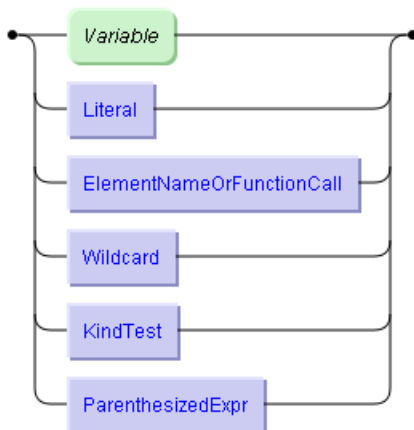 Variable
Literal
ElementNameOrFunctionCall
Wildcard
KindTest
ParenthesizedExpr